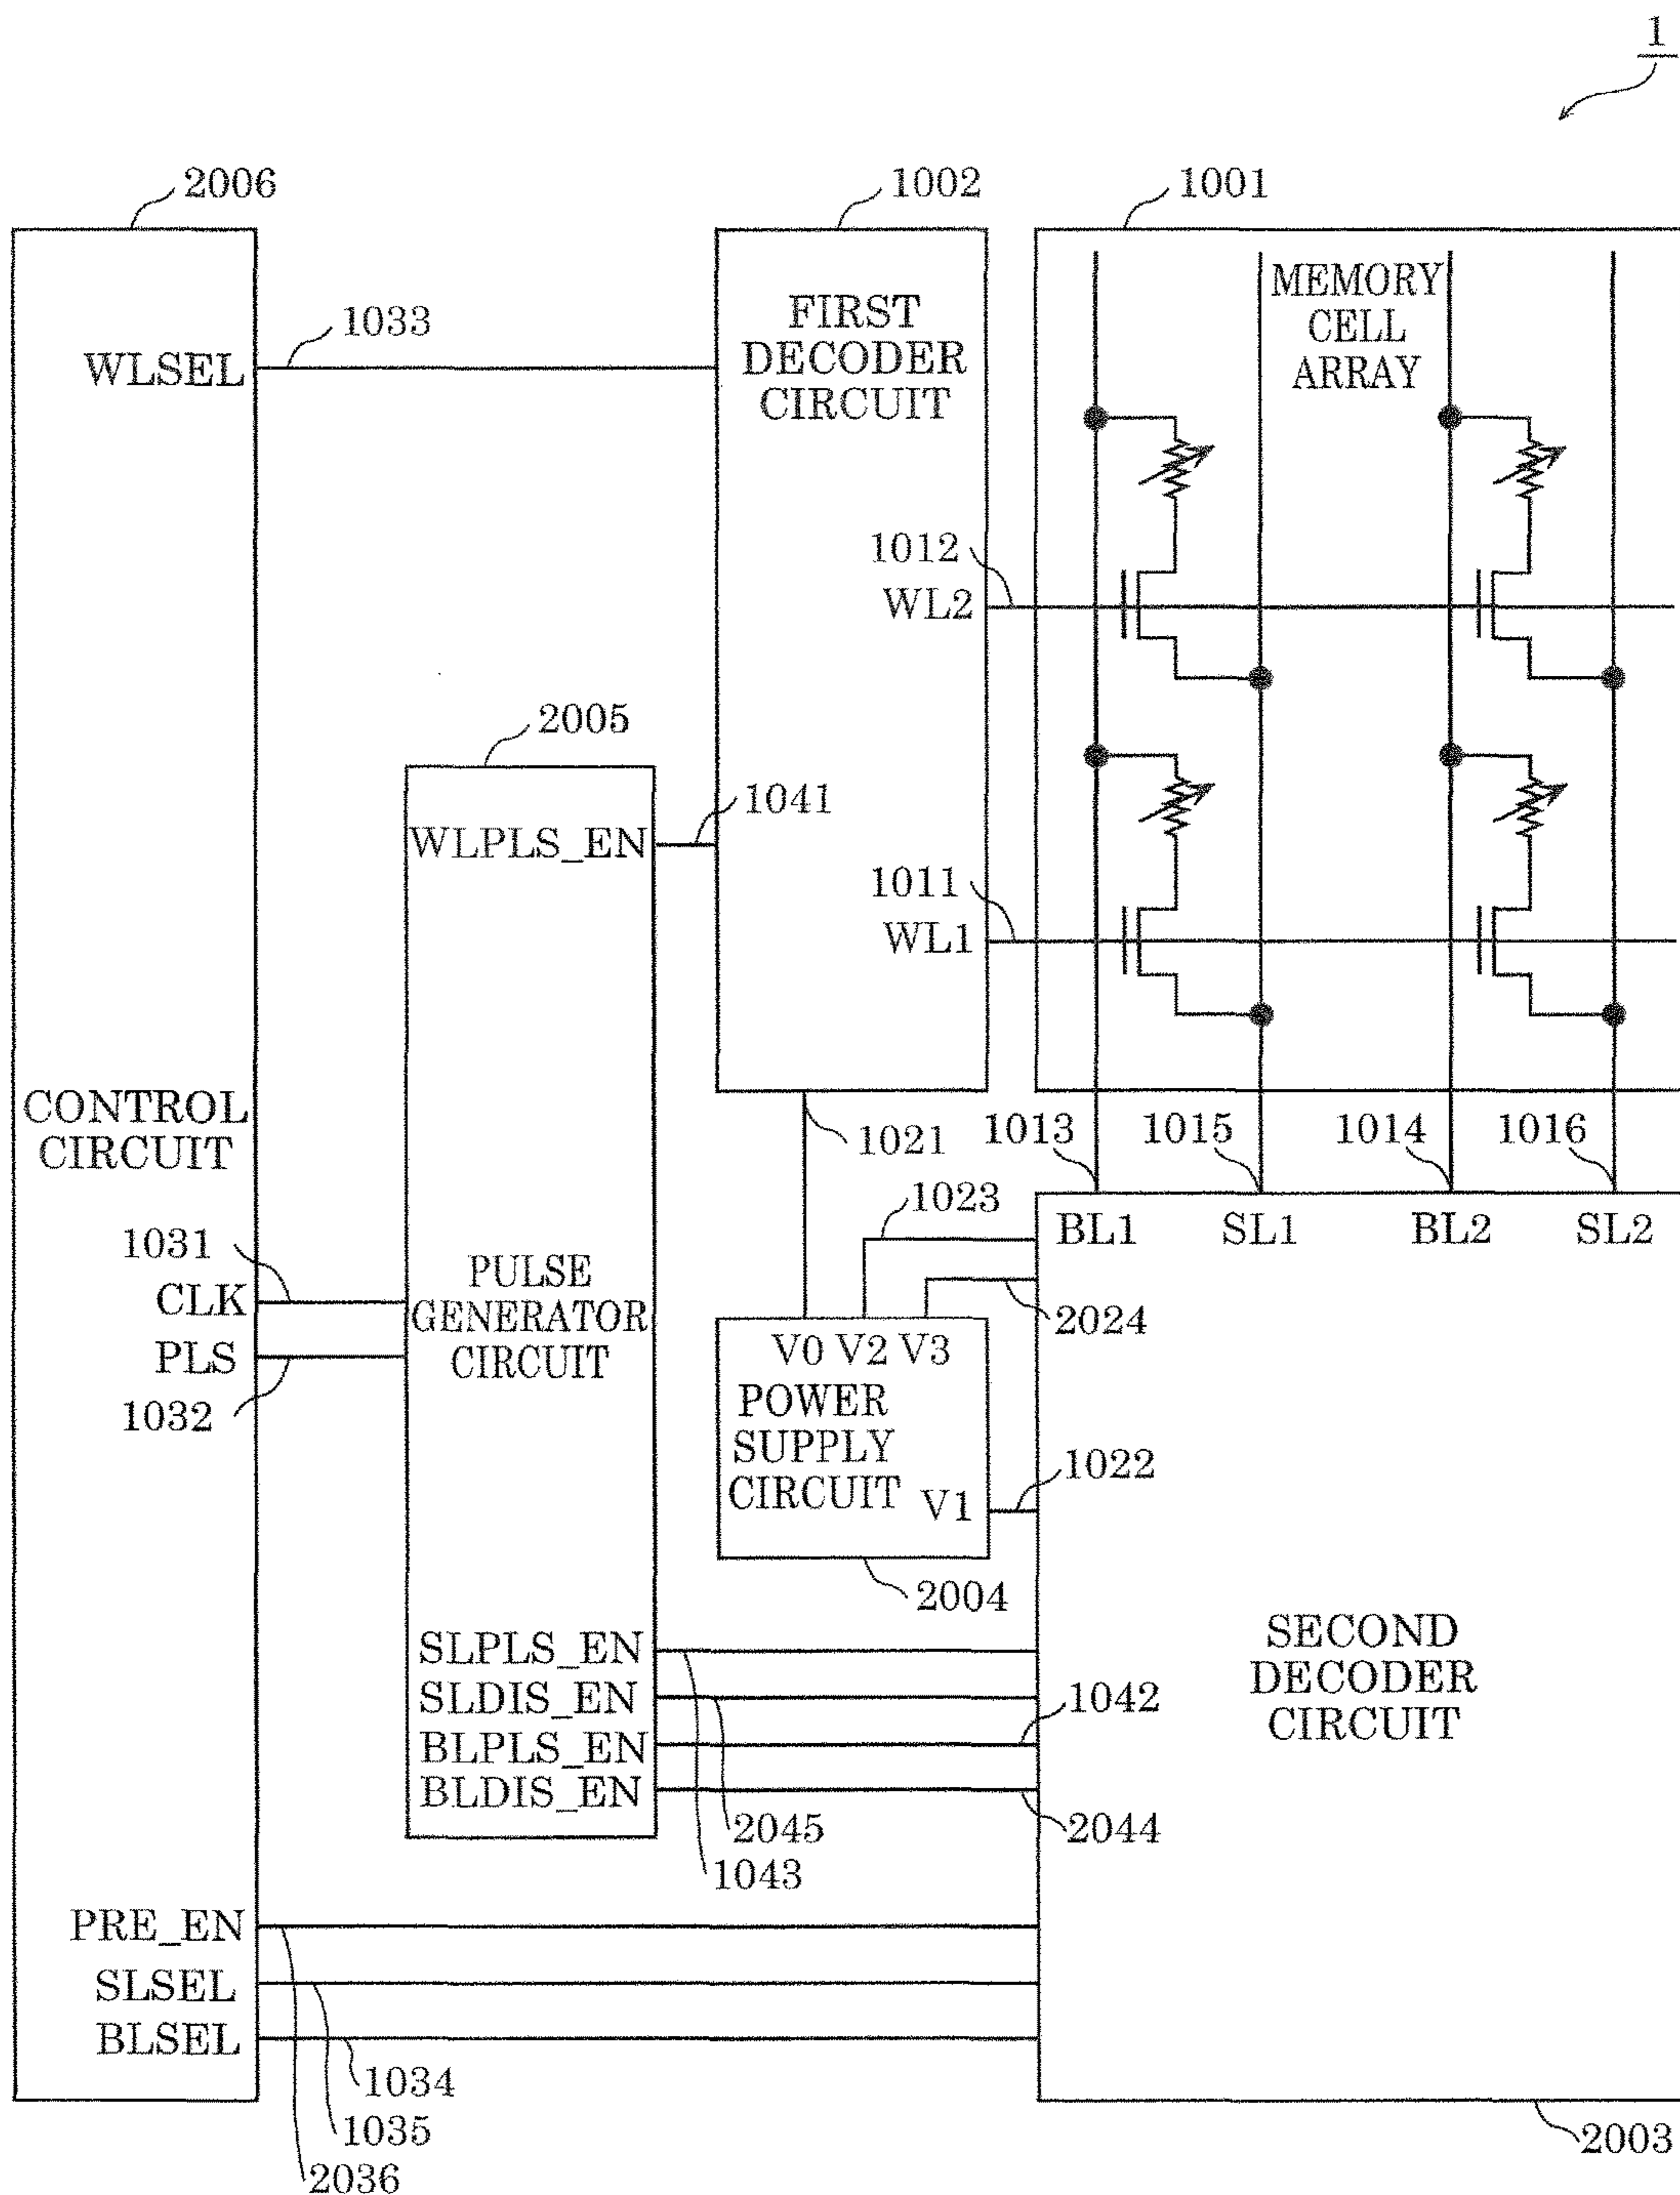 1
2006
1002
1001
WLSEL
1033
FIRST
DECODER
CIRCUIT
MEMORY
CELL
ARRAY
1012
WL2
2005
WLPLS_EN
1041
1011
WL1
CONTROL
CIRCUIT
1021
1013
1015
1014
1016
1023
BL1
SL1
BL2
SL2
1031
CLK
PLS
1032
PULSE
GENERATOR
CIRCUIT
2024
V0 V2 V3
POWER
SUPPLY
CIRCUIT
V1
1022
2004
SECOND
DECODER
CIRCUIT
SLPLS_EN
SLDIS_EN
BLPLS_EN
BLDIS_EN
1042
2045
2044
1043
PRE_EN
SLSEL
BLSEL
1034
1035
2036
2003